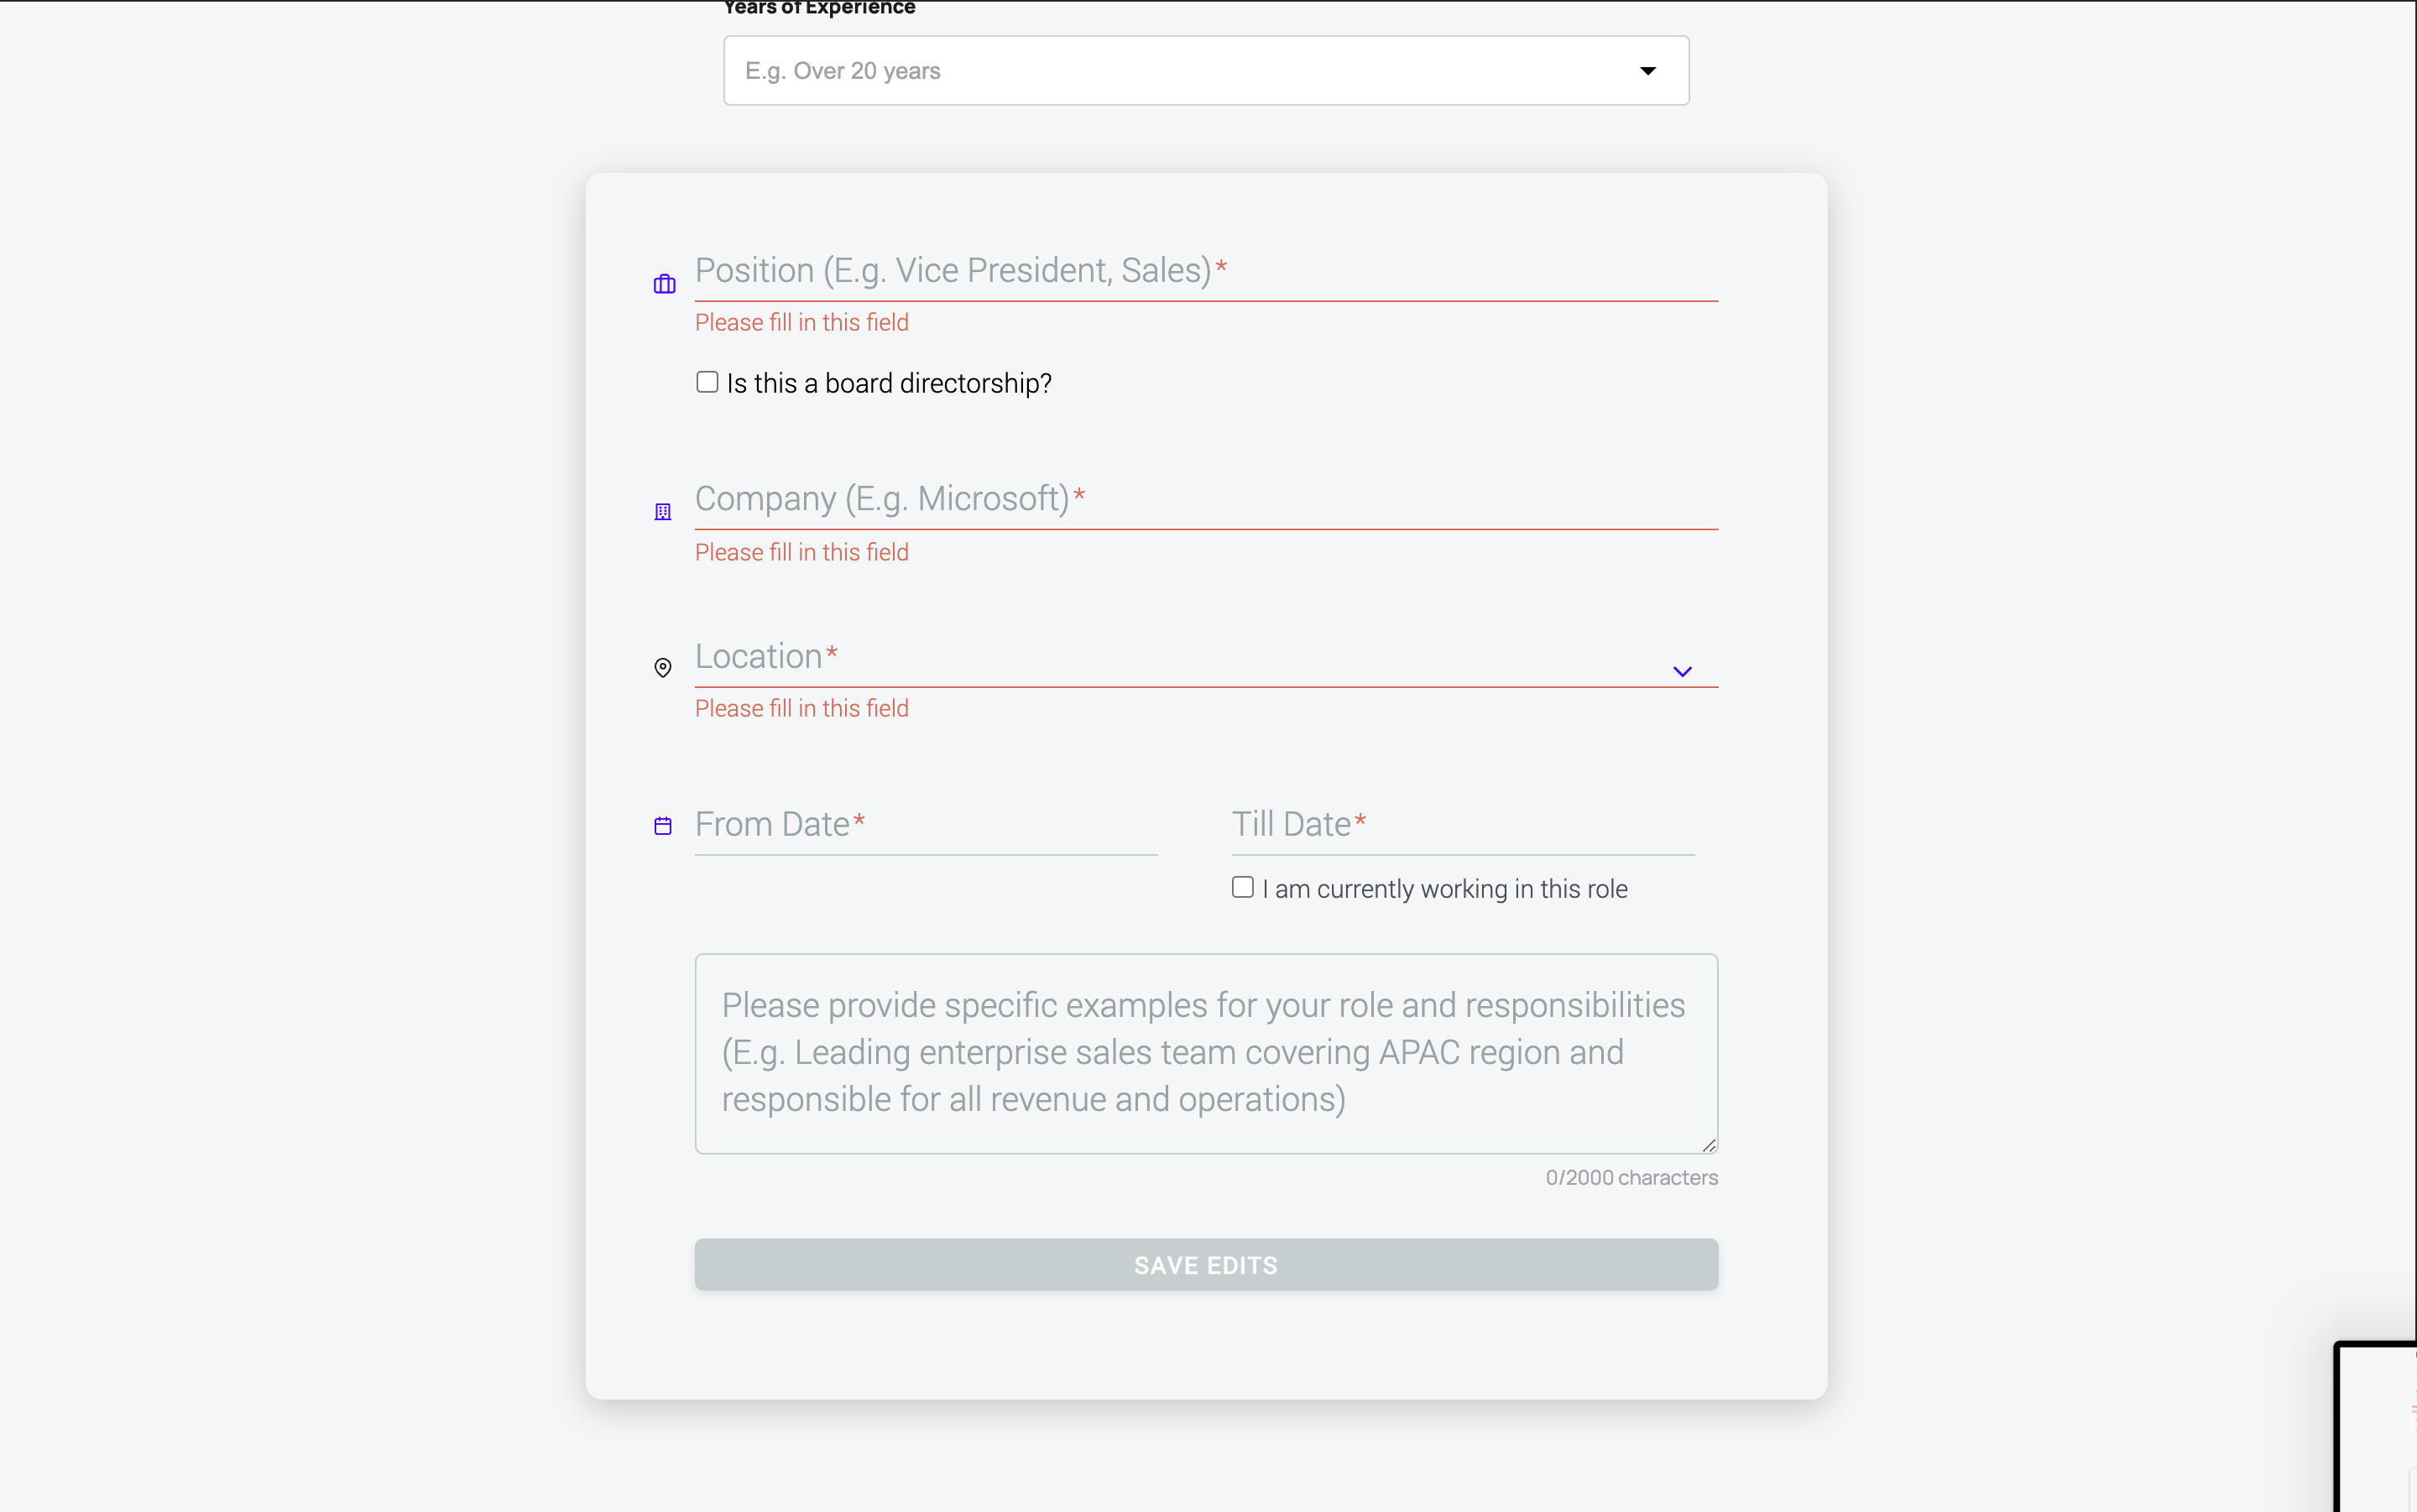 Years of Experience
E.g. Over 20 years
Position (E.g. Vice President, Sales)*
Please fill in this field
Is this a board directorship?
Company (E.g. Microsoft)*
Please fill in this field
Location*
Please fill in this field
From Date*
Till Date*
I am currently working in this role
Please provide specific examples for your role and responsibilities
(E.g. Leading enterprise sales team covering APAC region and
responsible for all revenue and operations)
0/2000 characters
SAVE EDITS